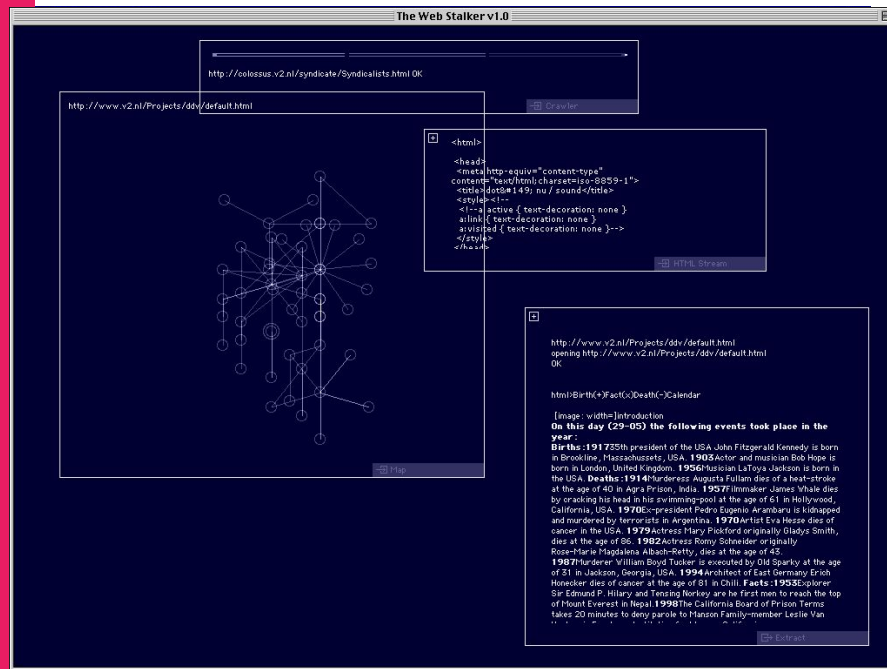 The Web Stalker v1.0
http://colossus.v2.nl/syndicate/Syndicalists.html OK
Crawler
http://www.v2.nl/Projects/ddv/default.html
Map
<html>
<head>
<meta http-equiv="content-type"
content="text/html;charset=iso-8859-1">
<title>dot&#149; nu / sound</title>
<style><!--
<!--a:active { text-decoration: none }
a:link { text-decoration: none }
a:visited { text-decoration: none }-->
</style>
</head>
HTML Stream
http://www.v2.nl/Projects/ddv/default.html
opening http://www.v2.nl/Projects/ddv/default.html
OK
html>Birth(+)Fact(x)Death(-)Calendar
[image: width=]introduction
On this day (29-05) the following events took place in the
year:
Births:191735th president of the USA John Fitzgerald Kennedy is born
in Brookline, Massachussets, USA. 1903Actor and musician Bob Hope is
born in London, United Kingdom. 1956Musician LaToya Jackson is born in
the USA. Deaths:1914Murderess Augusta Fullam dies of a heat-stroke
at the age of 40 in Agra Prison, India. 1957Filmmaker James Whale dies
by cracking his head in his swimming-pool at the age of 61 in Hollywood,
California, USA. 1970Ex-president Pedro Eugenio Arambaru is kidnapped
and murdered by terrorists in Argentina. 1970Artist Eva Hesse dies of
cancer in the USA. 1979Actress Mary Pickford originally Gladys Smith,
dies at the age of 86. 1982Actress Romy Schneider originally
Rose-Marie Magdalena Albach-Retty, dies at the age of 43.
1987Murderer William Boyd Tucker is executed by Old Sparky at the age
of 31 in Jackson, Georgia, USA. 1994Architect of East Germany Erich
Honecker dies of cancer at the age of 81 in Chili. Facts:1953Explorer
Sir Edmund P. Hilary and Tensing Norkey are he first men to reach the top
of Mount Everest in Nepal.1998The California Board of Prison Terms
takes 20 minutes to deny parole to Manson Family-member Leslie Van
Extract